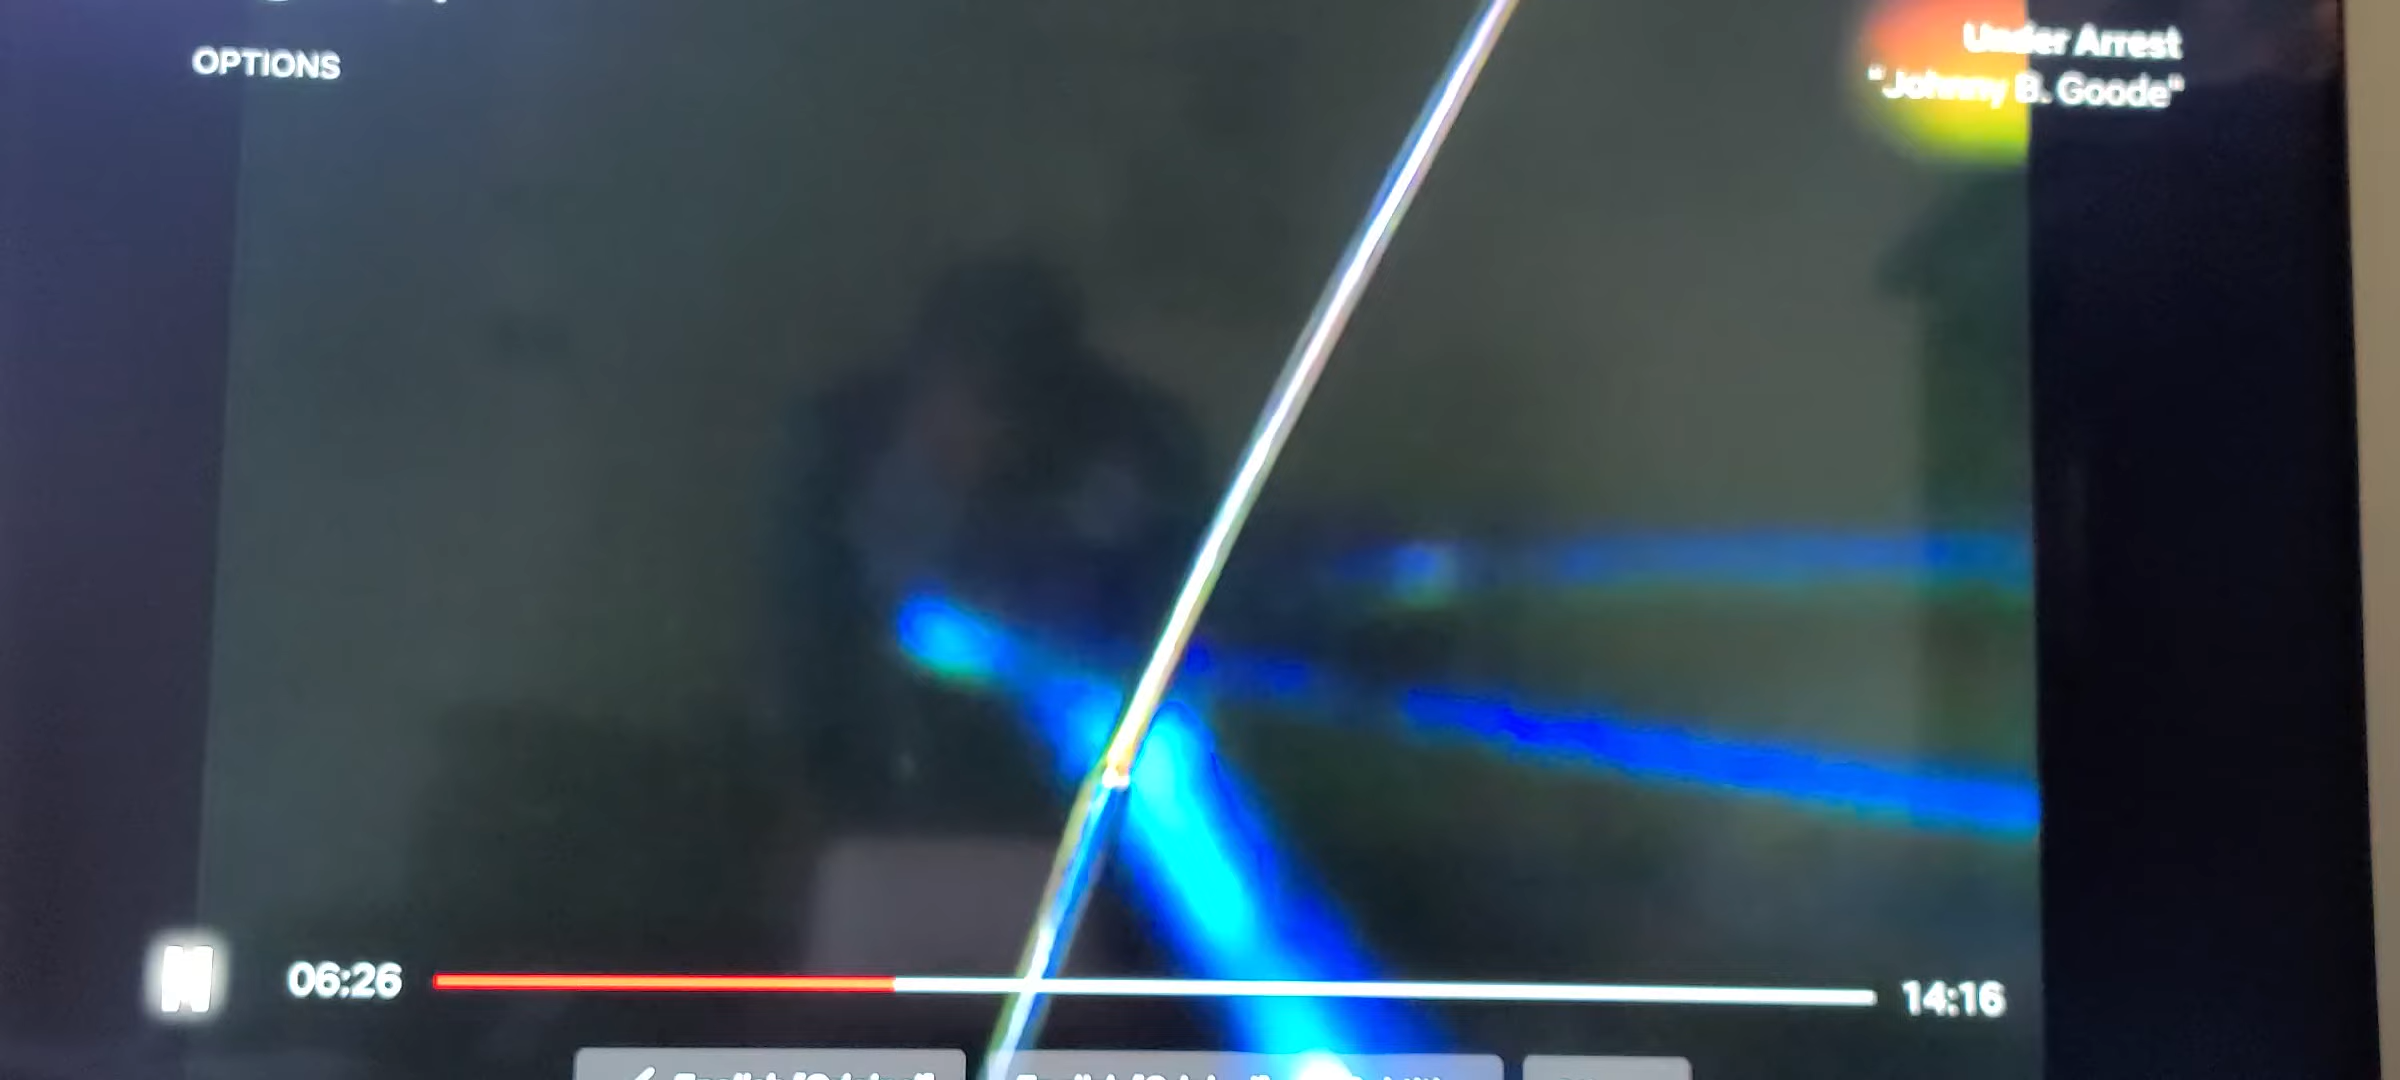 OPTIONS
Under Arrest
"Johnny B. Goode"
06:26
14:16